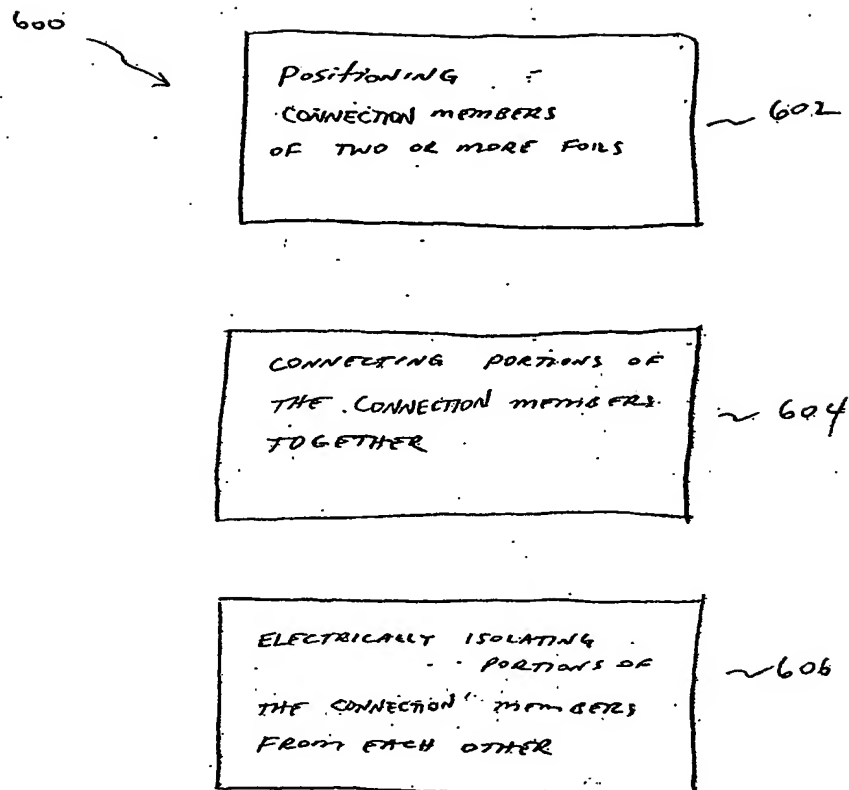 600
Positioning
CONNECTION members
OF TWO OR MORE FOILS
602
CONNECTING PORTIONS OF
THE CONNECTION members
TOGETHER
604
ELECTRICALLY ISOLATING
PORTIONS OF
THE CONNECTION members
FROM EACH OTHER
606